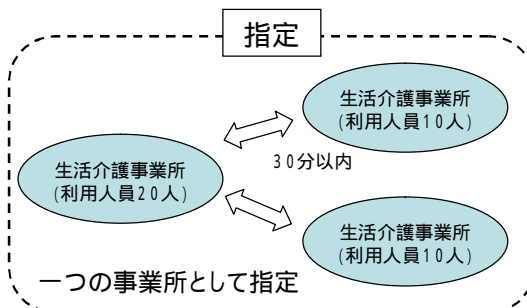 指定
生活介護事業所
(利用人員10人)
30分以内
生活介護事業所
(利用人員20人)
生活介護事業所
(利用人員10人)
一つの事業所として指定